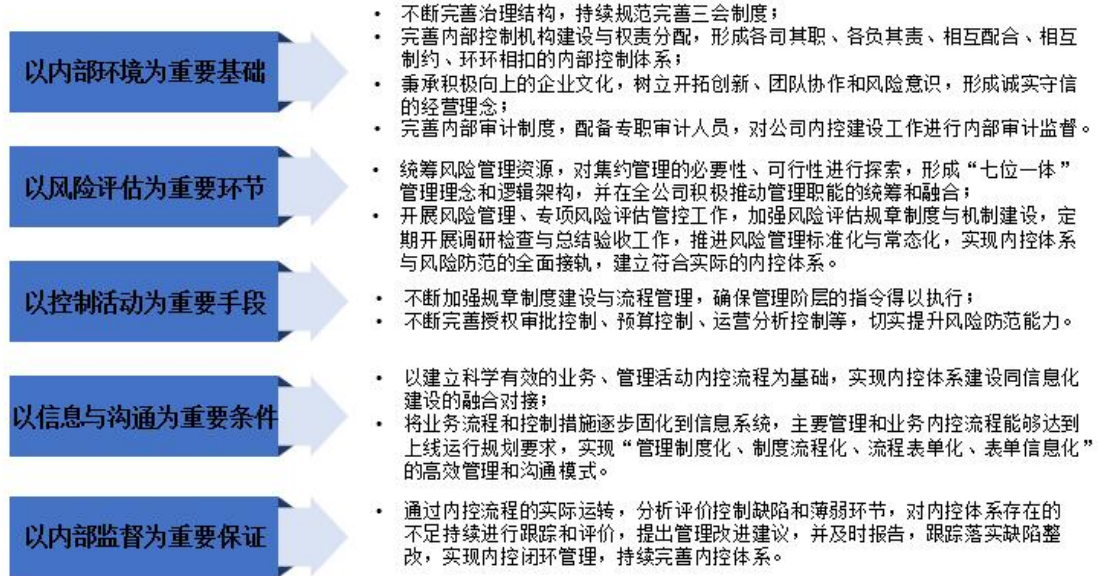 以内部环境为重要基础
• 不断完善治理结构，持续规范完善三会制度；
• 完善内部控制机构建设与权责分配，形成各司其职、各负其责、相互配合、相互
制约、环环相扣的内部控制体系；
• 秉承积极向上的企业文化，树立开拓创新、团队协作和风险意识，形成诚实守信
的经营理念；
• 完善内部审计制度，配备专职审计人员，对公司内控建设工作进行内部审计监督。
以风险评估为重要环节
• 统筹风险管理资源，对集约管理的必要性、可行性进行探索，形成“七位一体”
管理理念和逻辑架构，并在全公司积极推动管理职能的统筹和融合；
• 开展风险管理、专项风险评估管控工作，加强风险评估规章制度与机制建设，定
期开展调研检查与总结验收工作，推进风险管理标准化与常态化，实现内控体系
与风险防范的全面接轨，建立符合实际的内控体系。
以控制活动为重要手段
• 不断加强规章制度建设与流程管理，确保管理阶层的指令得以执行；
• 不断完善授权审批控制、预算控制、运营分析控制等，切实提升风险防范能力。
以信息与沟通为重要条件
• 以建立科学有效的业务、管理活动内控流程为基础，实现内控体系建设同信息化
建设的融合对接；
• 将业务流程和控制措施逐步固化到信息系统，主要管理和业务内控流程能够达到
上线运行规划要求，实现“管理制度化、制度流程化、流程表单化、表单信息化”
的高效管理和沟通模式。
以内部监督为重要保证
• 通过内控流程的实际运转，分析评价控制缺陷和薄弱环节，对内控体系存在的
不足持续进行跟踪和评价，提出管理改进建议，并及时报告，跟踪落实缺陷整
改，实现内控闭环管理，持续完善内控体系。